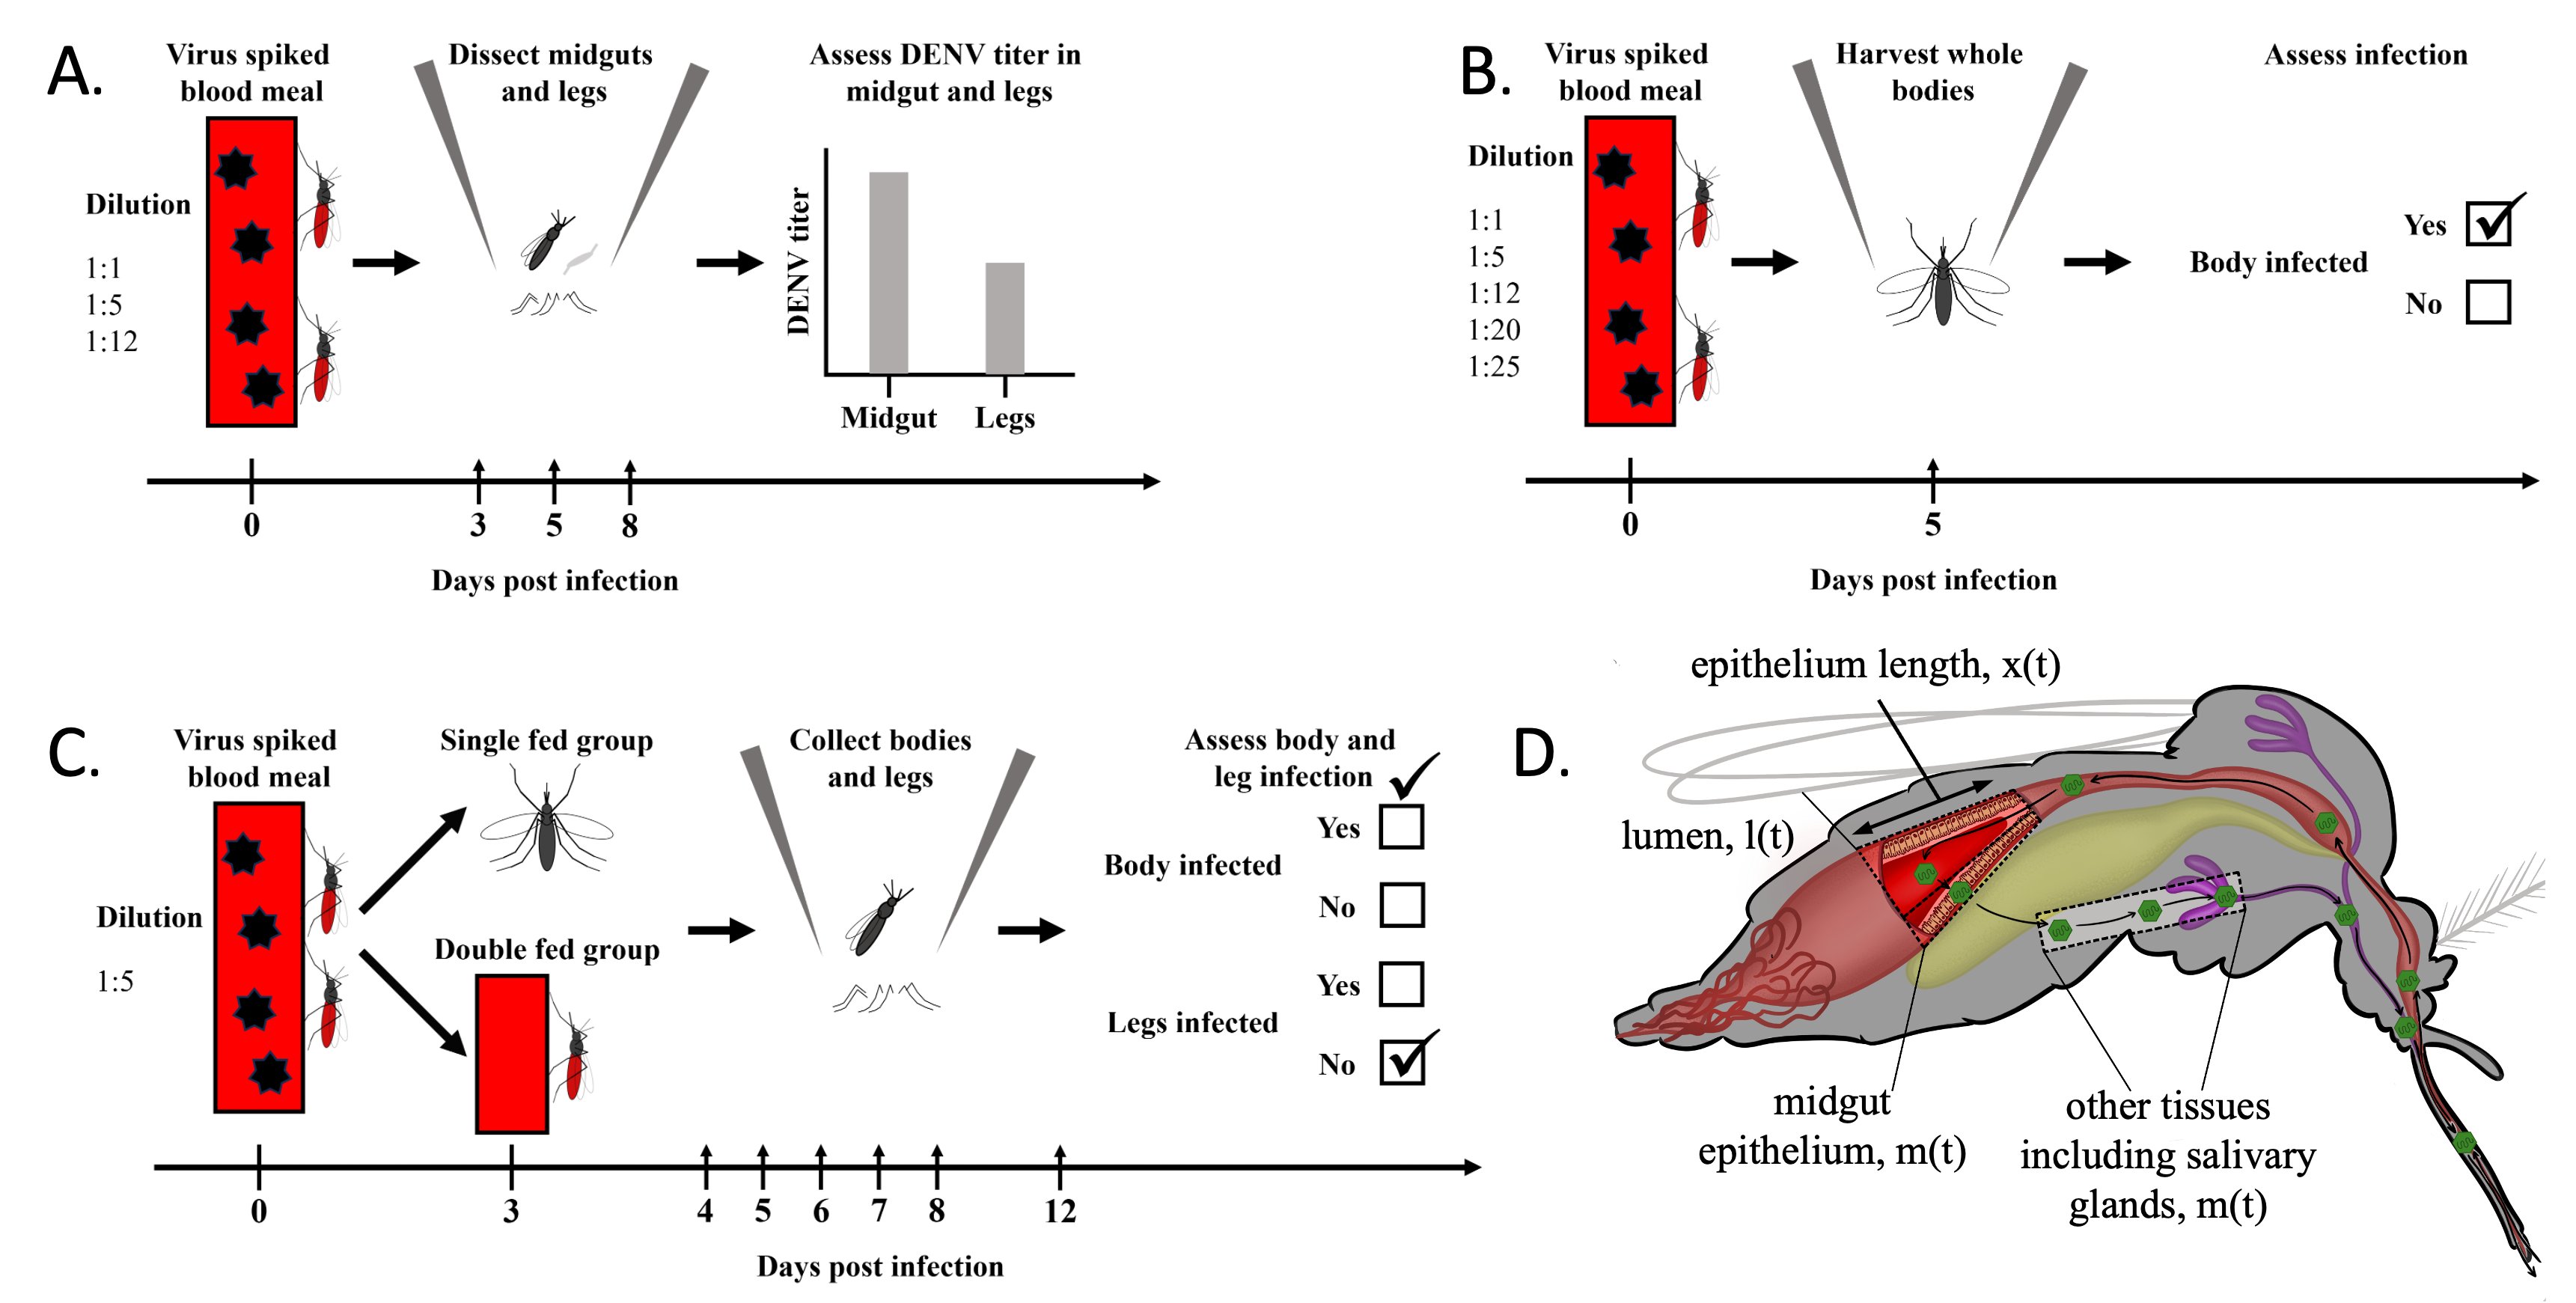 A.
Virus spiked
blood meal
Dissect midguts
and legs
Assess DENV titer in
midgut and legs
Dilution
1:1
1:5
1:12
DENV titer
Midgut
Legs
0
3
5
8
Days post infection
B.
Virus spiked
blood meal
Harvest whole
bodies
Assess infection
Dilution
1:1
1:5
1:12
1:20
1:25
Yes
Body infected
No
0
5
Days post infection
C.
Virus spiked
blood meal
Single fed group
Collect bodies
and legs
Assess body and
leg infection
Dilution
1:5
Double fed group
Yes
Body infected
No
Yes
Legs infected
No
0
3
4
5
6
7
8
12
Days post infection
D.
epithelium length, x(t)
lumen, l(t)
midgut
epithelium, m(t)
other tissues
including salivary
glands, m(t)